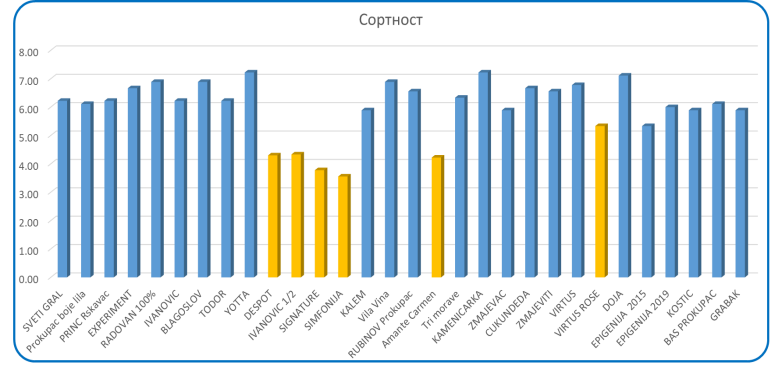 Сортност
8.00
7.00
6.00
5.00
4.00
3.00
2.00
1.00
0.00
SVETI GRAL
Prokupac boje lila
PRINC Rskavac
EXPERIMENT
RADOVAN 100%
IVANOVIC
BLAGOSLOV
TODOR
YOTTA
DESPOT
IVANOVIC 1/2
SIGNATURE
SIMFONIJA
KALEM
Vila Vina
RUBINOV Prokupac
Amante Carmen
Tri morave
KAMENICARKA
ZMAJEVAC
CUKUNDEDA
ZMAJEVITI
VIRTUS
VIRTUS ROSE
DOJA
EPIGENIJA 2015
EPIGENIJA 2019
KOSTIC
BAS PROKUPAC
GRABAK